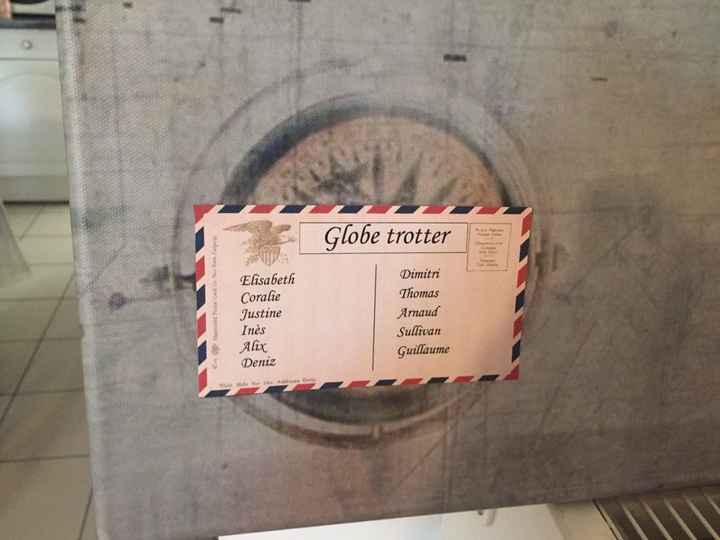 Globe trotter
Elisabeth
Coralie
Justine
Inès
Alix
Deniz
Dimitri
Thomas
Arnaud
Sullivan
Guillaume